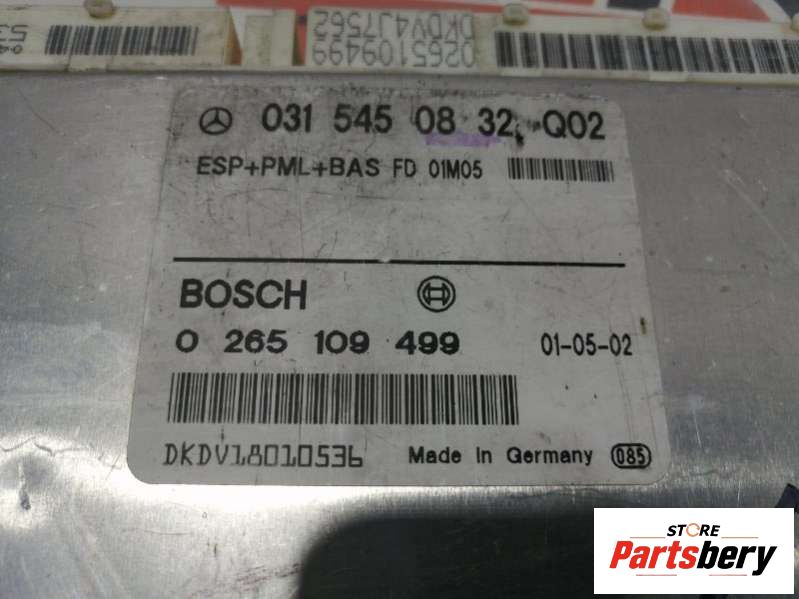 0265109499
DKDV4J7562
031 545 08 32 Q02
ESP+PML+BAS FD 01M05
BOSCH
0 265 109 499 01-05-02
DKDV18010536 Made in Germany 085
STORE
Partsbery